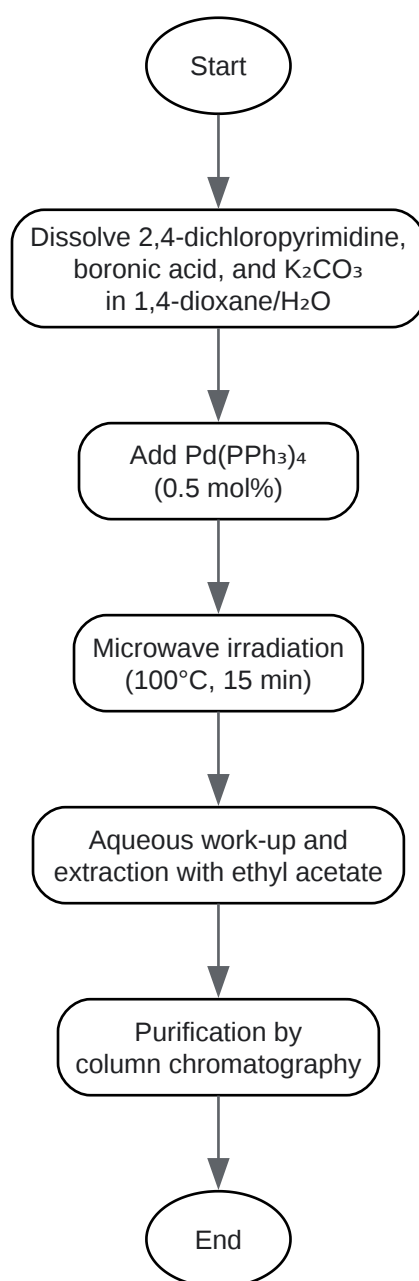 Start
Dissolve 2,4-dichloropyrimidine,
boronic acid, and K₂CO₃
in 1,4-dioxane/H₂O
Add Pd(PPh₃)₄
(0.5 mol%)
Microwave irradiation
(100°C, 15 min)
Aqueous work-up and
extraction with ethyl acetate
Purification by
column chromatography
End